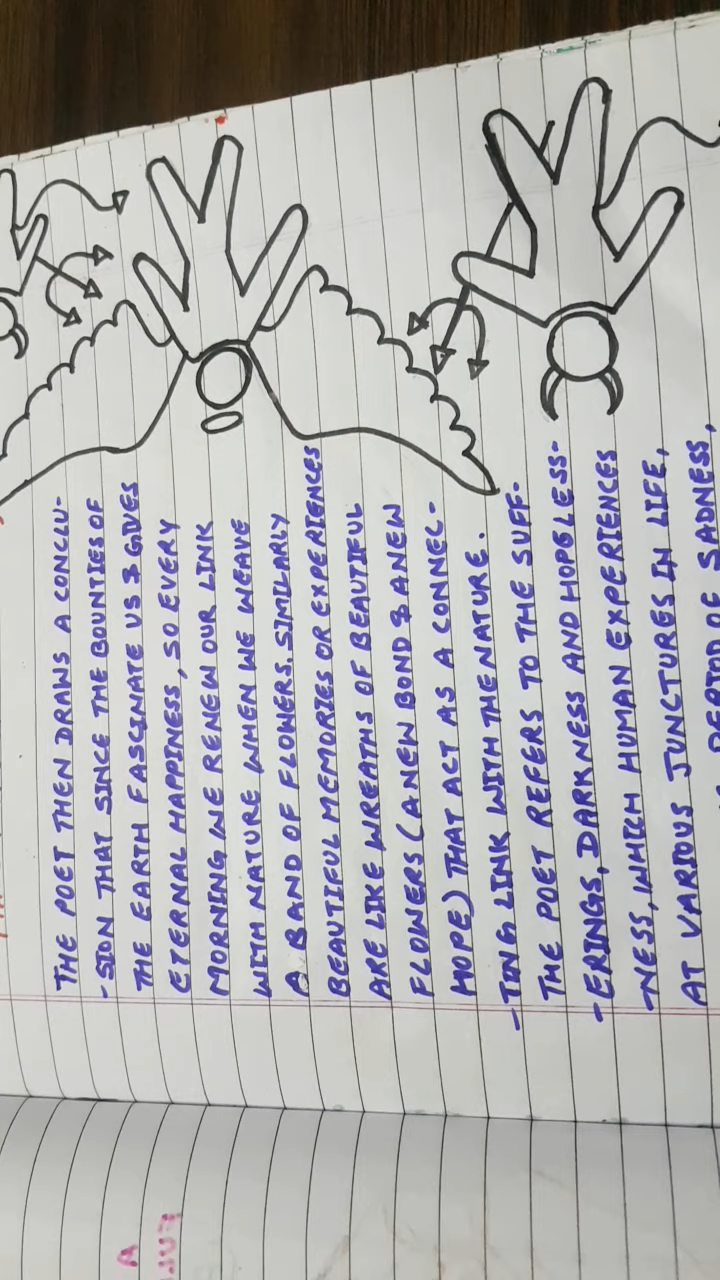 THE POET THEN DRAWS A CONCLU-
-SION THAT SINCE THE BOUNTIES OF
THE EARTH FASCINATE US & GIVES
ETERNAL HAPPINESS, SO EVERY
MORNING WE RENEW OUR LINK
WITH NATURE WHEN WE WEAVE
A BAND OF FLOWERS. SIMILARLY
BEAUTIFUL MEMORIES OR EXPERIENCES
ARE LIKE WREATHS OF BEAUTIFUL
FLOWERS (A NEW BOND & A NEW
HOPE) THAT ACT AS A CONNEC-
-TING LINK WITH THE NATURE.
THE POET REFERS TO THE SUFF-
-ERINGS, DARKNESS AND HOPELESS-
-NESS, WHICH HUMAN EXPERIENCES
AT VARIOUS JUNCTURES IN LIFE,
PERIOD OF SADNESS,